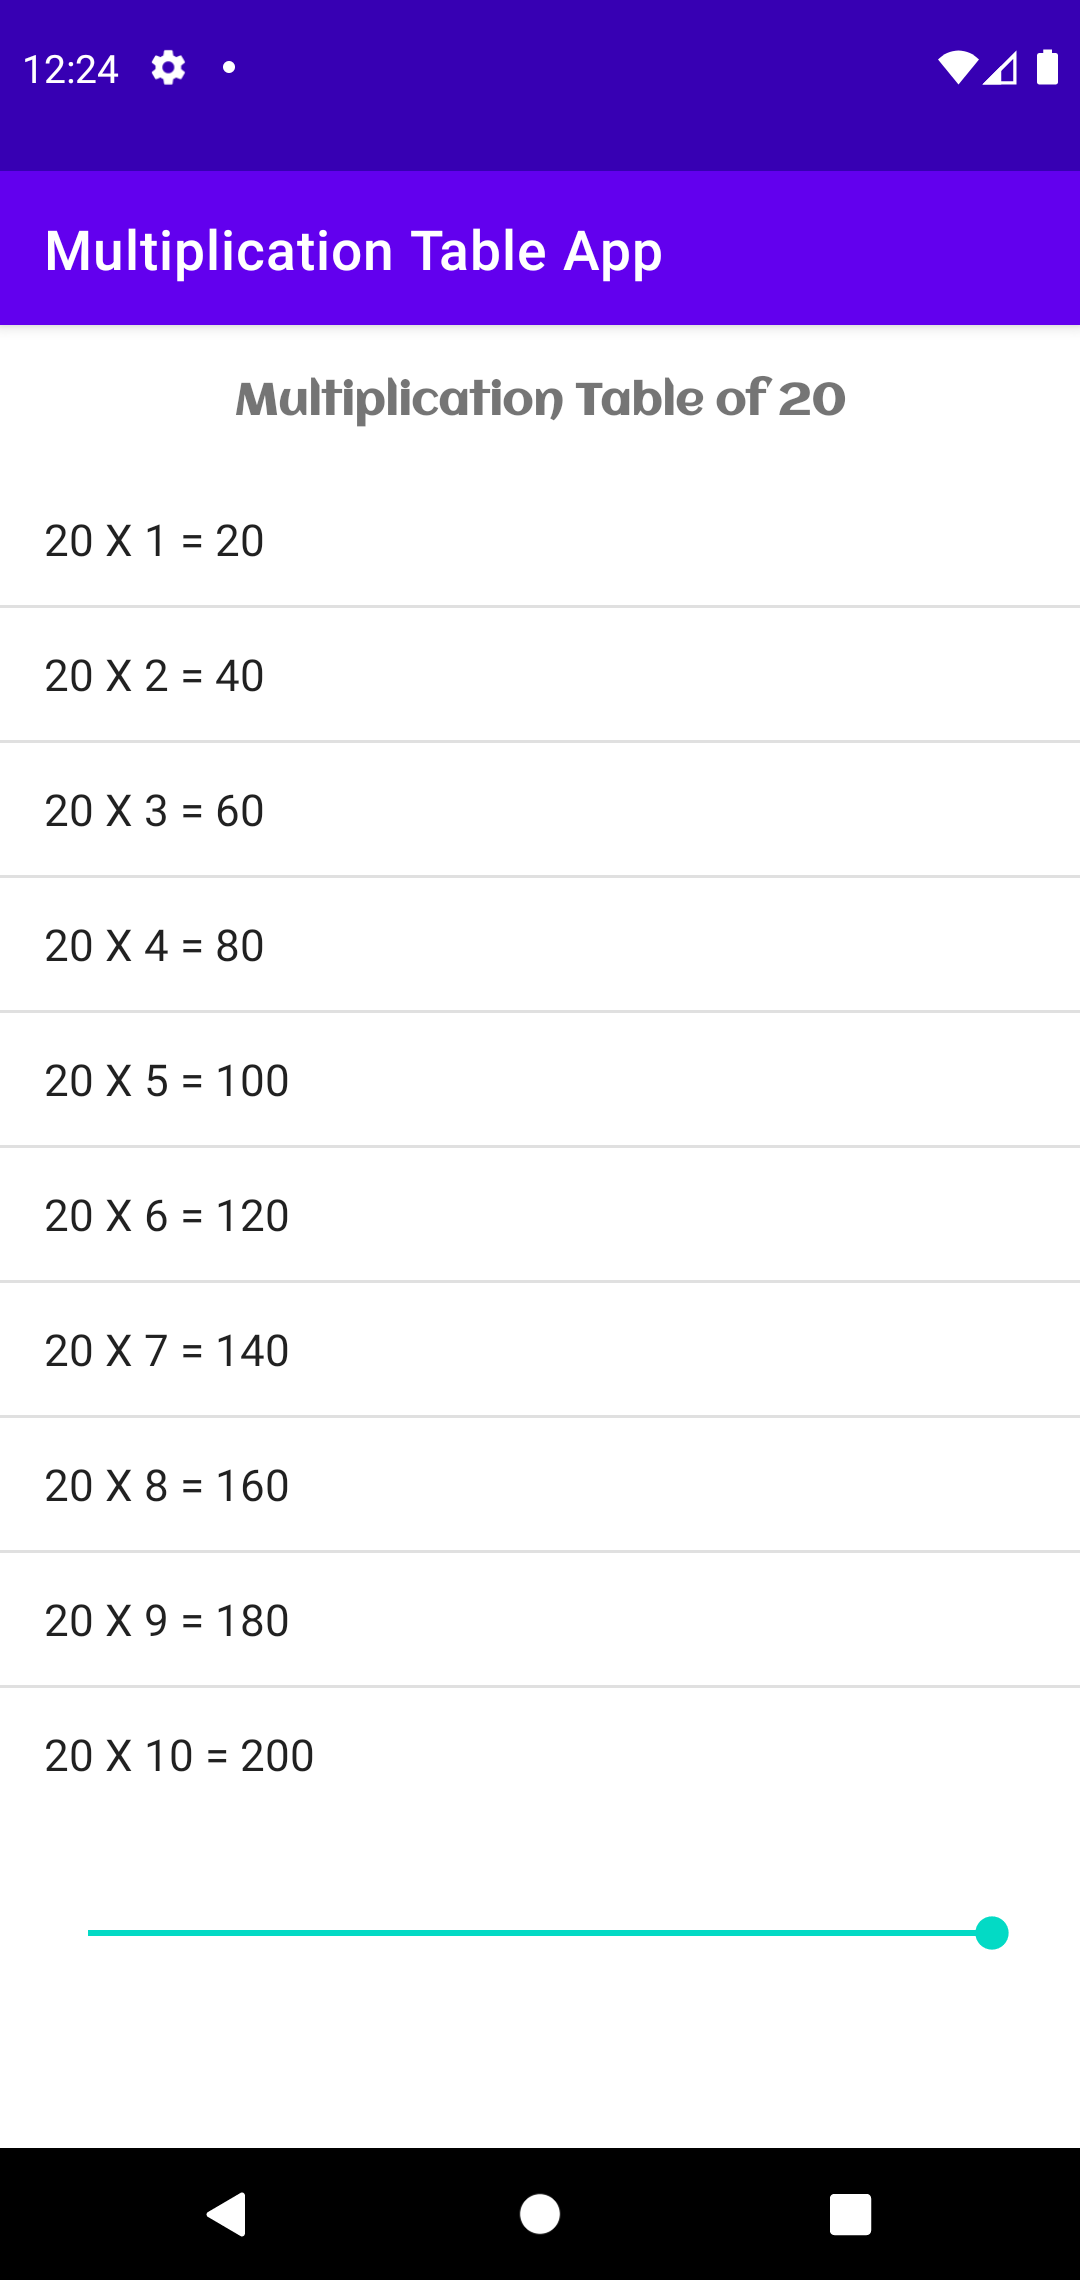 12:24
Multiplication Table App
Multiplication Table of 20
20 X 1 = 20
20 X 2 = 40
20 X 3 = 60
20 X 4 = 80
20 X 5 = 100
20 X 6 = 120
20 X 7 = 140
20 X 8 = 160
20 X 9 = 180
20 X 10 = 200